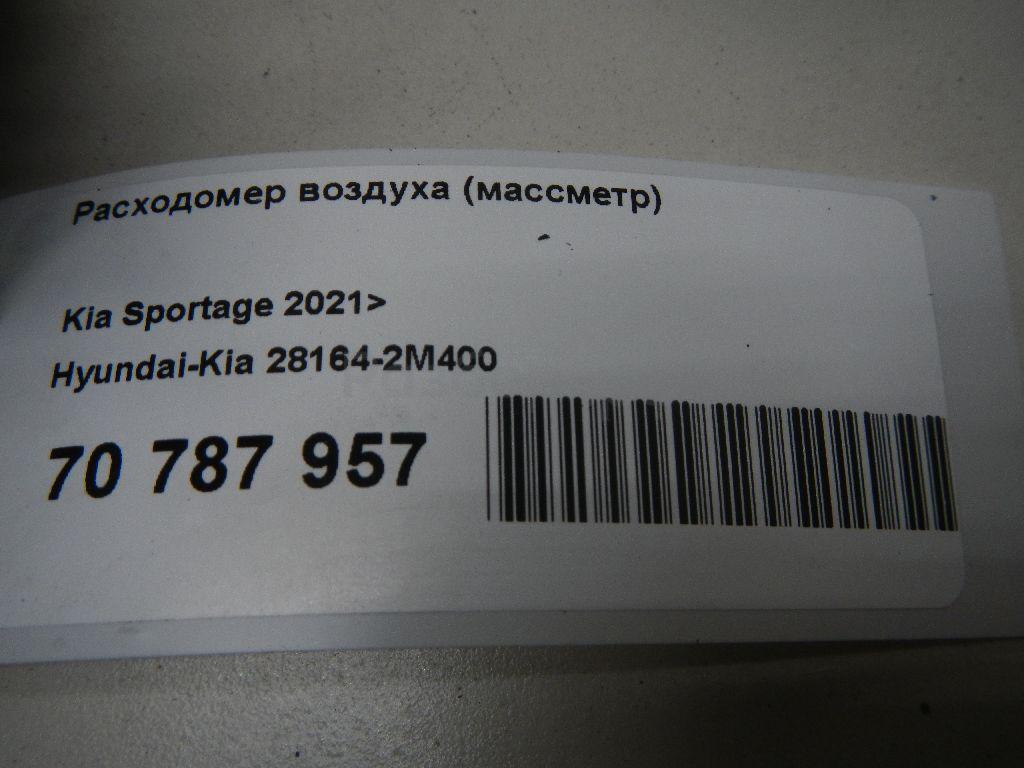 Расходомер воздуха (массметр)
Kia Sportage 2021>
Hyundai-Kia 28164-2M400
70 787 957